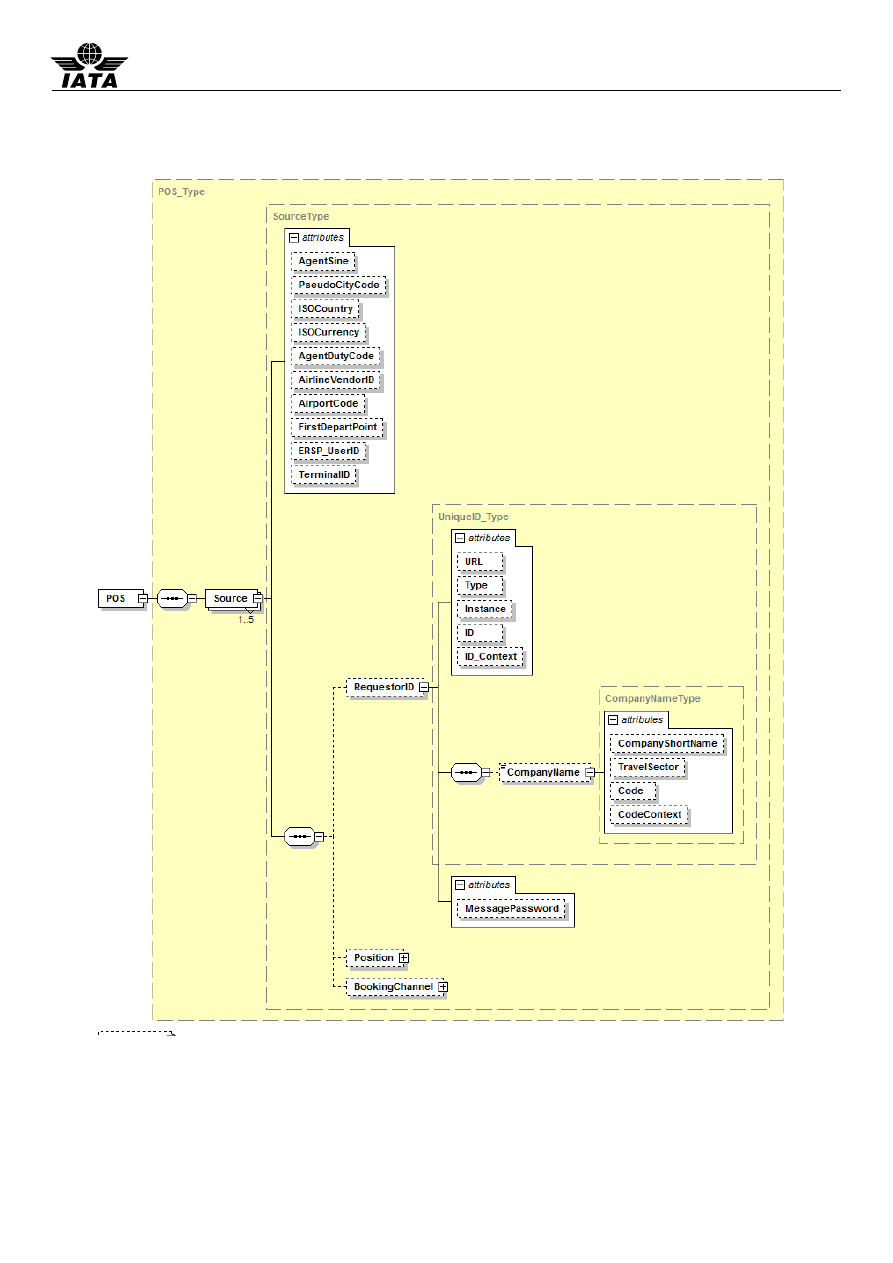 IATA
POS_Type
SourceType
attributes
AgentSine
PseudoCityCode
ISOCountry
ISOCurrency
AgentDutyCode
AirlineVendorID
AirportCode
FirstDepartPoint
ERSP_UserID
TerminalID
UniqueID_Type
attributes
URL
Type
Instance
ID
ID_Context
POS
Source
1..5
RequestorID
CompanyNameType
attributes
CompanyShortName
TravelSector
Code
CodeContext
CompanyName
attributes
MessagePassword
Position
BookingChannel